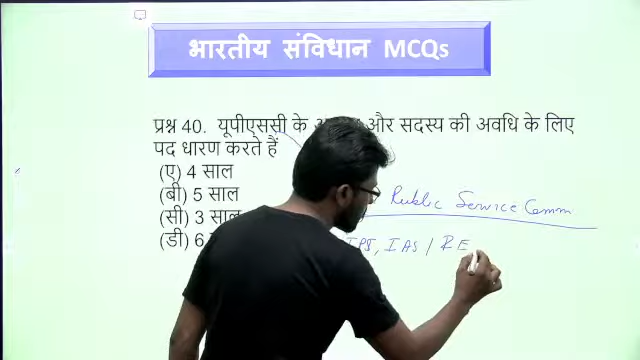 भारतीय संविधान MCQs
प्रश्न 40. यूपीएससी के और सदस्य की अवधि के लिए
पद धारण करते हैं
(ए) 4 साल
(बी) 5 साल
(सी) 3 साल
(डी) 6
Public Service Comm
IAS / RE